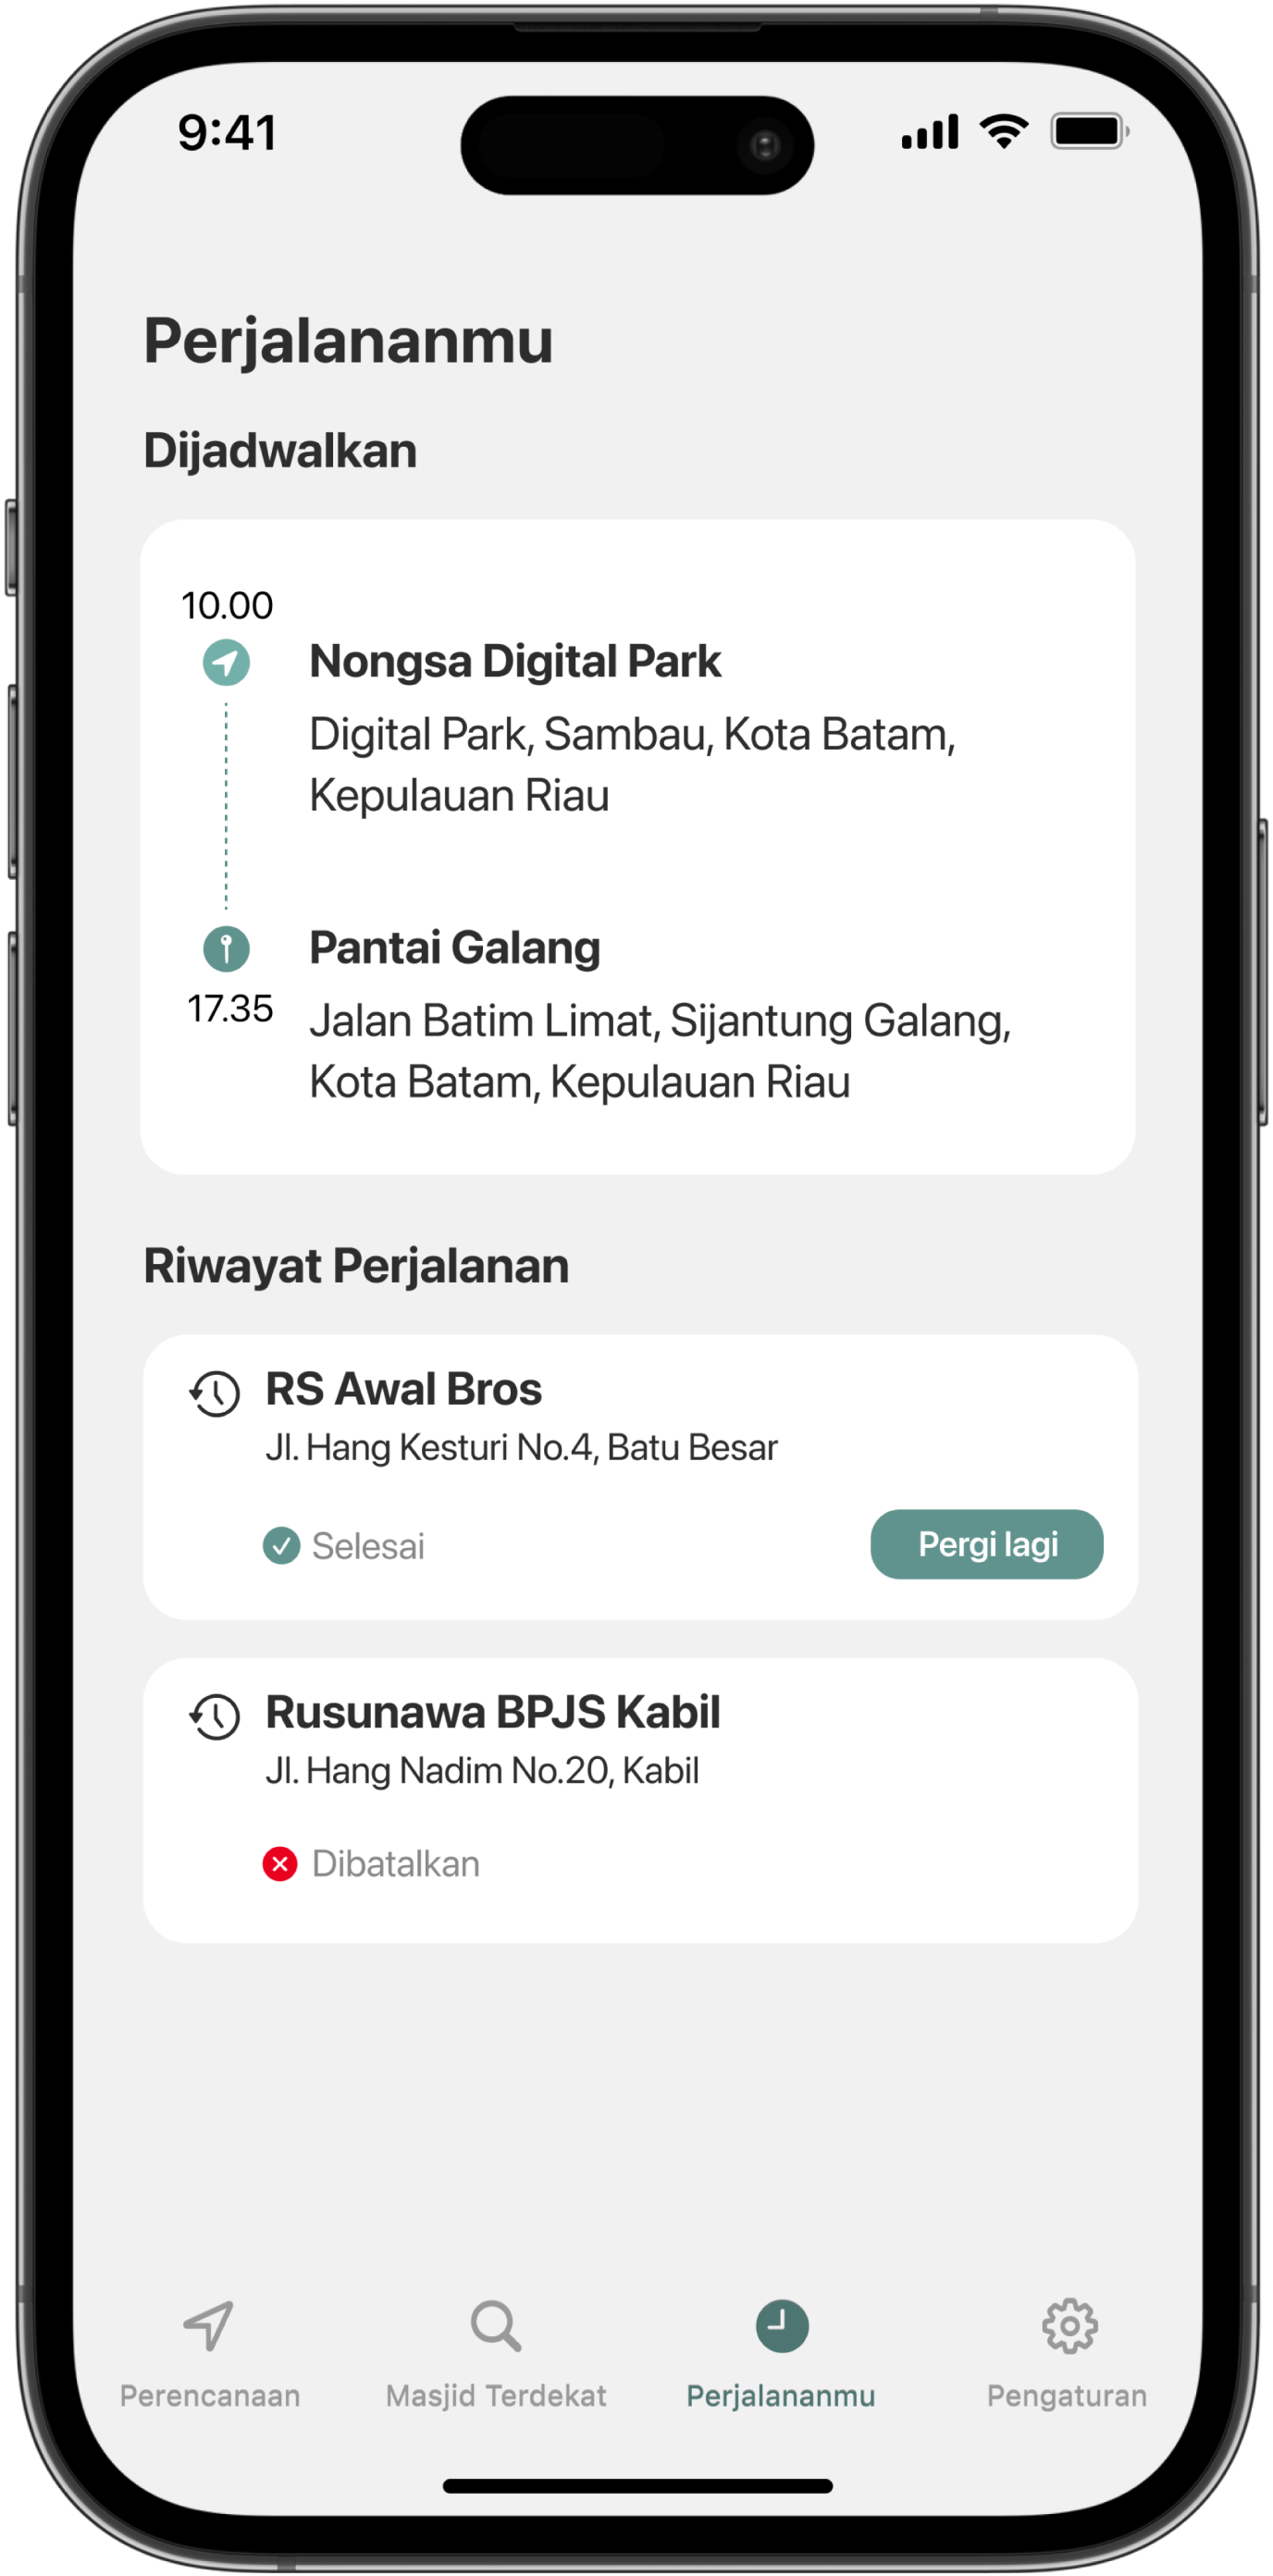 9:41
Perjalananmu
Dijadwalkan
10.00
Nongsa Digital Park
Digital Park, Sambau, Kota Batam,
Kepulauan Riau
Pantai Galang
17.35
Jalan Batim Limat, Sijantung Galang,
Kota Batam, Kepulauan Riau
Riwayat Perjalanan
RS Awal Bros
Jl. Hang Kesturi No.4, Batu Besar
Selesai
Pergi lagi
Rusunawa BPJS Kabil
Jl. Hang Nadim No.20, Kabil
Dibatalkan
Perencanaan
Masjid Terdekat
Perjalananmu
Pengaturan